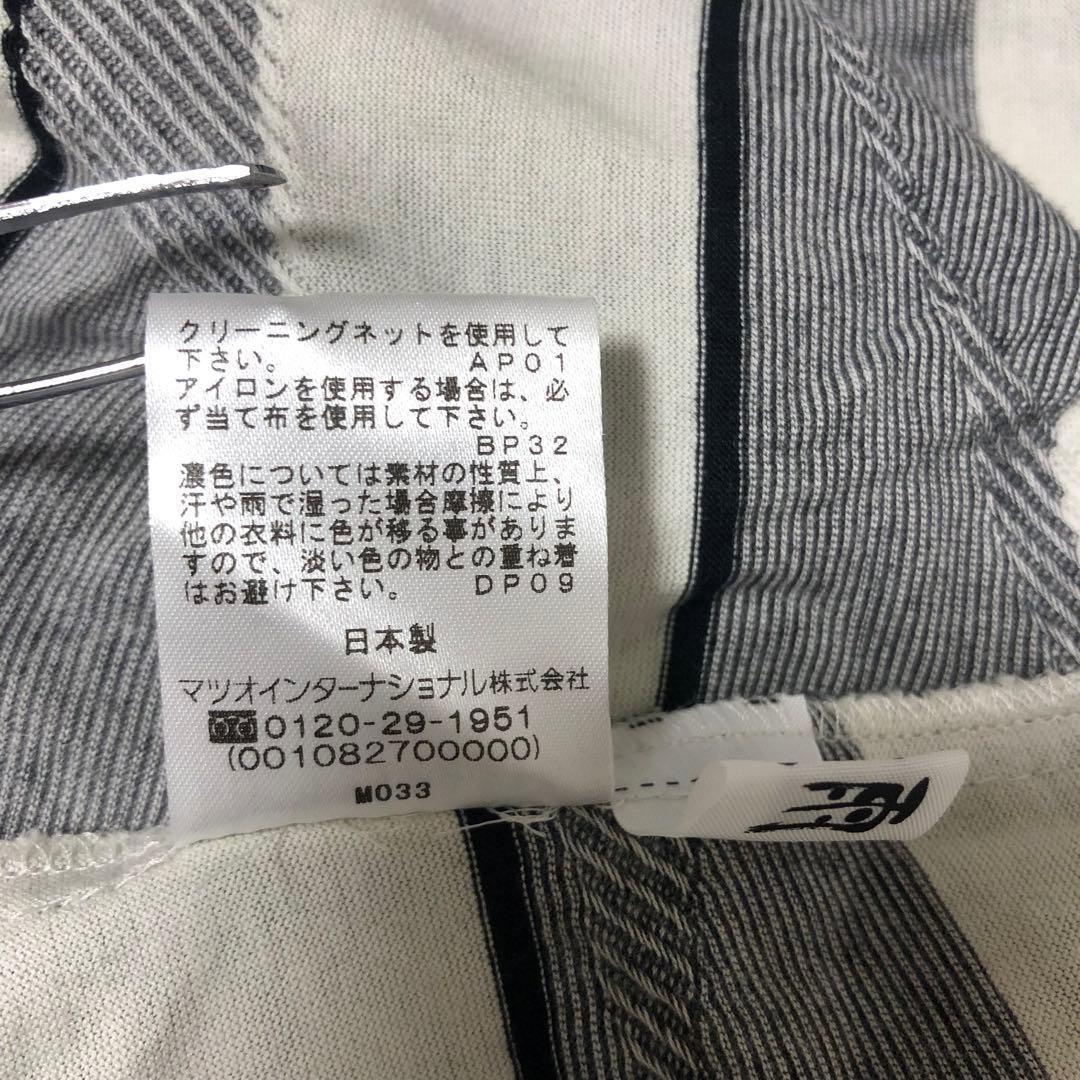 クリーニングネットを使用して
下さい。 AP01
アイロンを使用する場合は、必
ず当て布を使用して下さい。
BP32
濃色については素材の性質上、
汗や雨で湿った場合摩擦により
他の衣料に色が移る事がありま
すので、淡い色の物との重ね着
はお避け下さい。 DP09
日本製
マツオインターナショナル株式会社
0120-29-1951
(001082700000)
M033